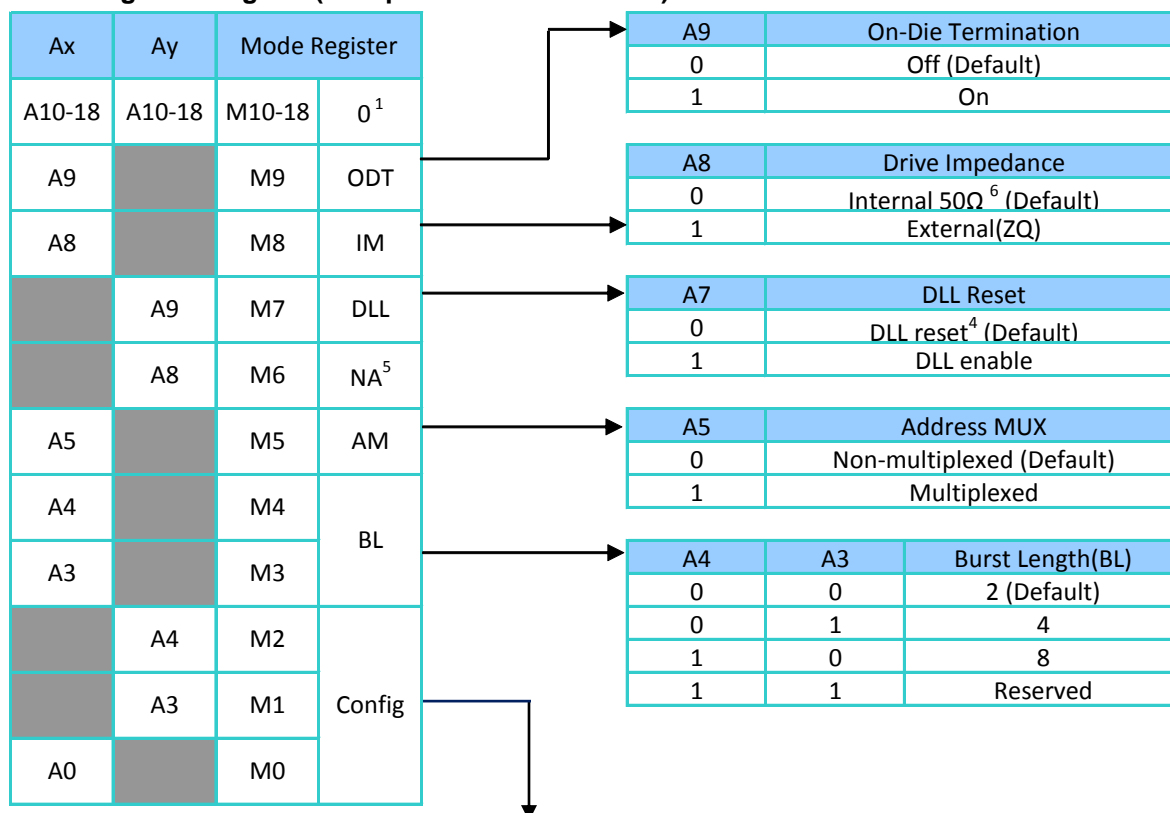 Ax Ay Mode Register
A10-18 A10-18 M10-18 0¹
A9 M9 ODT
A8 M8 IM
A9 M7 DLL
A8 M6 NA⁵
A5 M5 AM
A4 M4
BL
A3 M3
A4 M2
A3 M1 Config
A0 M0
A9 On-Die Termination
0 Off (Default)
1 On
A8 Drive Impedance
0 Internal 50Ω ⁶ (Default)
1 External(ZQ)
A7 DLL Reset
0 DLL reset⁴ (Default)
1 DLL enable
A5 Address MUX
0 Non-multiplexed (Default)
1 Multiplexed
A4 A3 Burst Length(BL)
0 0 2 (Default)
0 1 4
1 0 8
1 1 Reserved